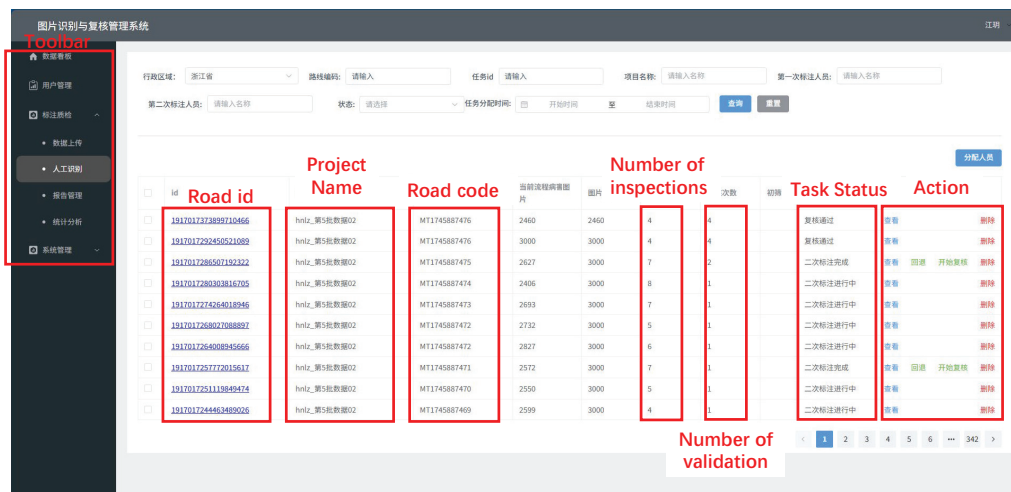 图片识别与复核管理系统
江玥
Toolbar
数据看板
用户管理
标注质检
数据上传
人工识别
报告管理
统计分析
系统管理
行政区域: 浙江省 路线编码: 请输入 任务id 请输入 项目名称: 请输入名称 第一次标注人员: 请输入名称
第二次标注人员: 请输入名称 状态: 请选择 任务分配时间: 开始时间 至 结束时间 查询 重置
分配人员
Road id Project Name Road code Number of inspections Task Status Action
id 当前流程病害图片 图片 次数 初筛
1917017373899710466 hnlz_第5批数据02 MT1745887476 2460 2460 4 4 复核通过 查看 删除
1917017292450521089 hnlz_第5批数据02 MT1745887476 3000 3000 4 4 复核通过 查看 删除
1917017286507192322 hnlz_第5批数据02 MT1745887475 2627 3000 7 2 二次标注完成 查看 回退 开始复核 删除
1917017280303816705 hnlz_第5批数据02 MT1745887474 2406 3000 8 1 二次标注进行中 查看 删除
1917017274264018946 hnlz_第5批数据02 MT1745887473 2693 3000 7 1 二次标注进行中 查看 删除
1917017268027088897 hnlz_第5批数据02 MT1745887472 2732 3000 5 1 二次标注进行中 查看 删除
1917017264008945666 hnlz_第5批数据02 MT1745887472 2827 3000 6 1 二次标注进行中 查看 删除
1917017257772015617 hnlz_第5批数据02 MT1745887471 2572 3000 7 1 二次标注完成 查看 回退 开始复核 删除
1917017251119849474 hnlz_第5批数据02 MT1745887470 2550 3000 5 1 二次标注进行中 查看 删除
1917017244463489026 hnlz_第5批数据02 MT1745887469 2599 3000 4 1 二次标注进行中 查看 删除
Number of validation
< 1 2 3 4 5 6 ••• 342 >